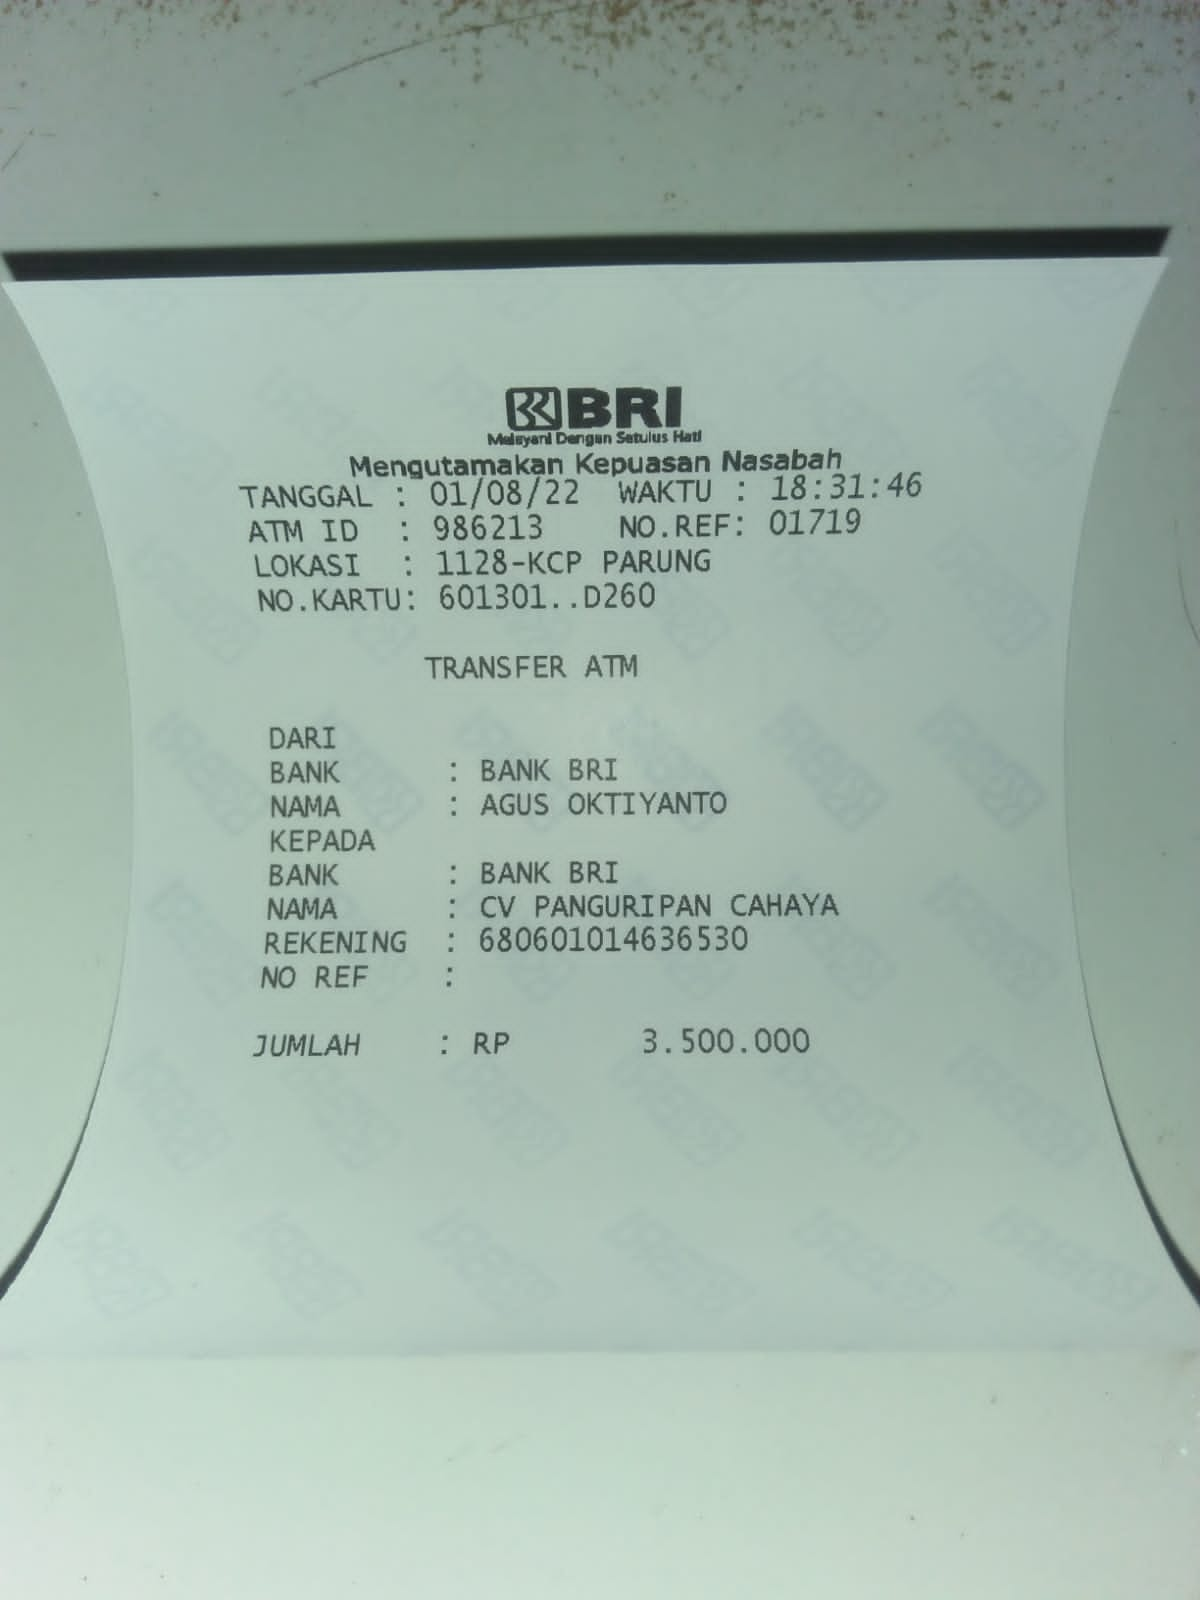 BRI
Melayani Dengan Setulus Hati
Mengutamakan Kepuasan Nasabah
TANGGAL : 01/08/22 WAKTU : 18:31:46
ATM ID : 986213 NO.REF: 01719
LOKASI : 1128-KCP PARUNG
NO.KARTU: 601301..D260
TRANSFER ATM
DARI
BANK : BANK BRI
NAMA : AGUS OKTIYANTO
KEPADA
BANK : BANK BRI
NAMA : CV PANGURIPAN CAHAYA
REKENING : 680601014636530
NO REF :
JUMLAH : RP 3.500.000